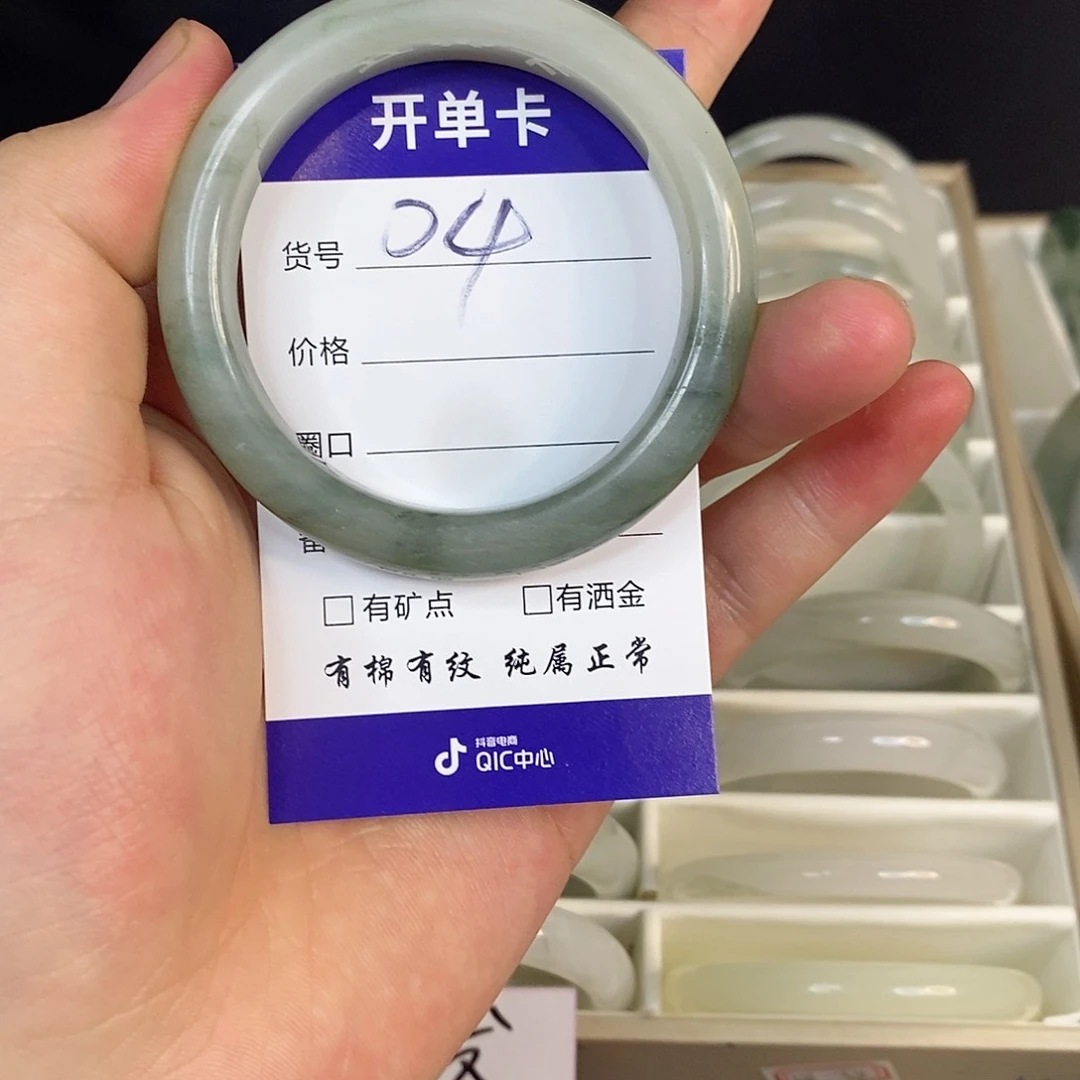 开单卡
货号 04
价格
圈口
有矿点 有洒金
有棉有纹 纯属正常
抖音电商
QIC中心